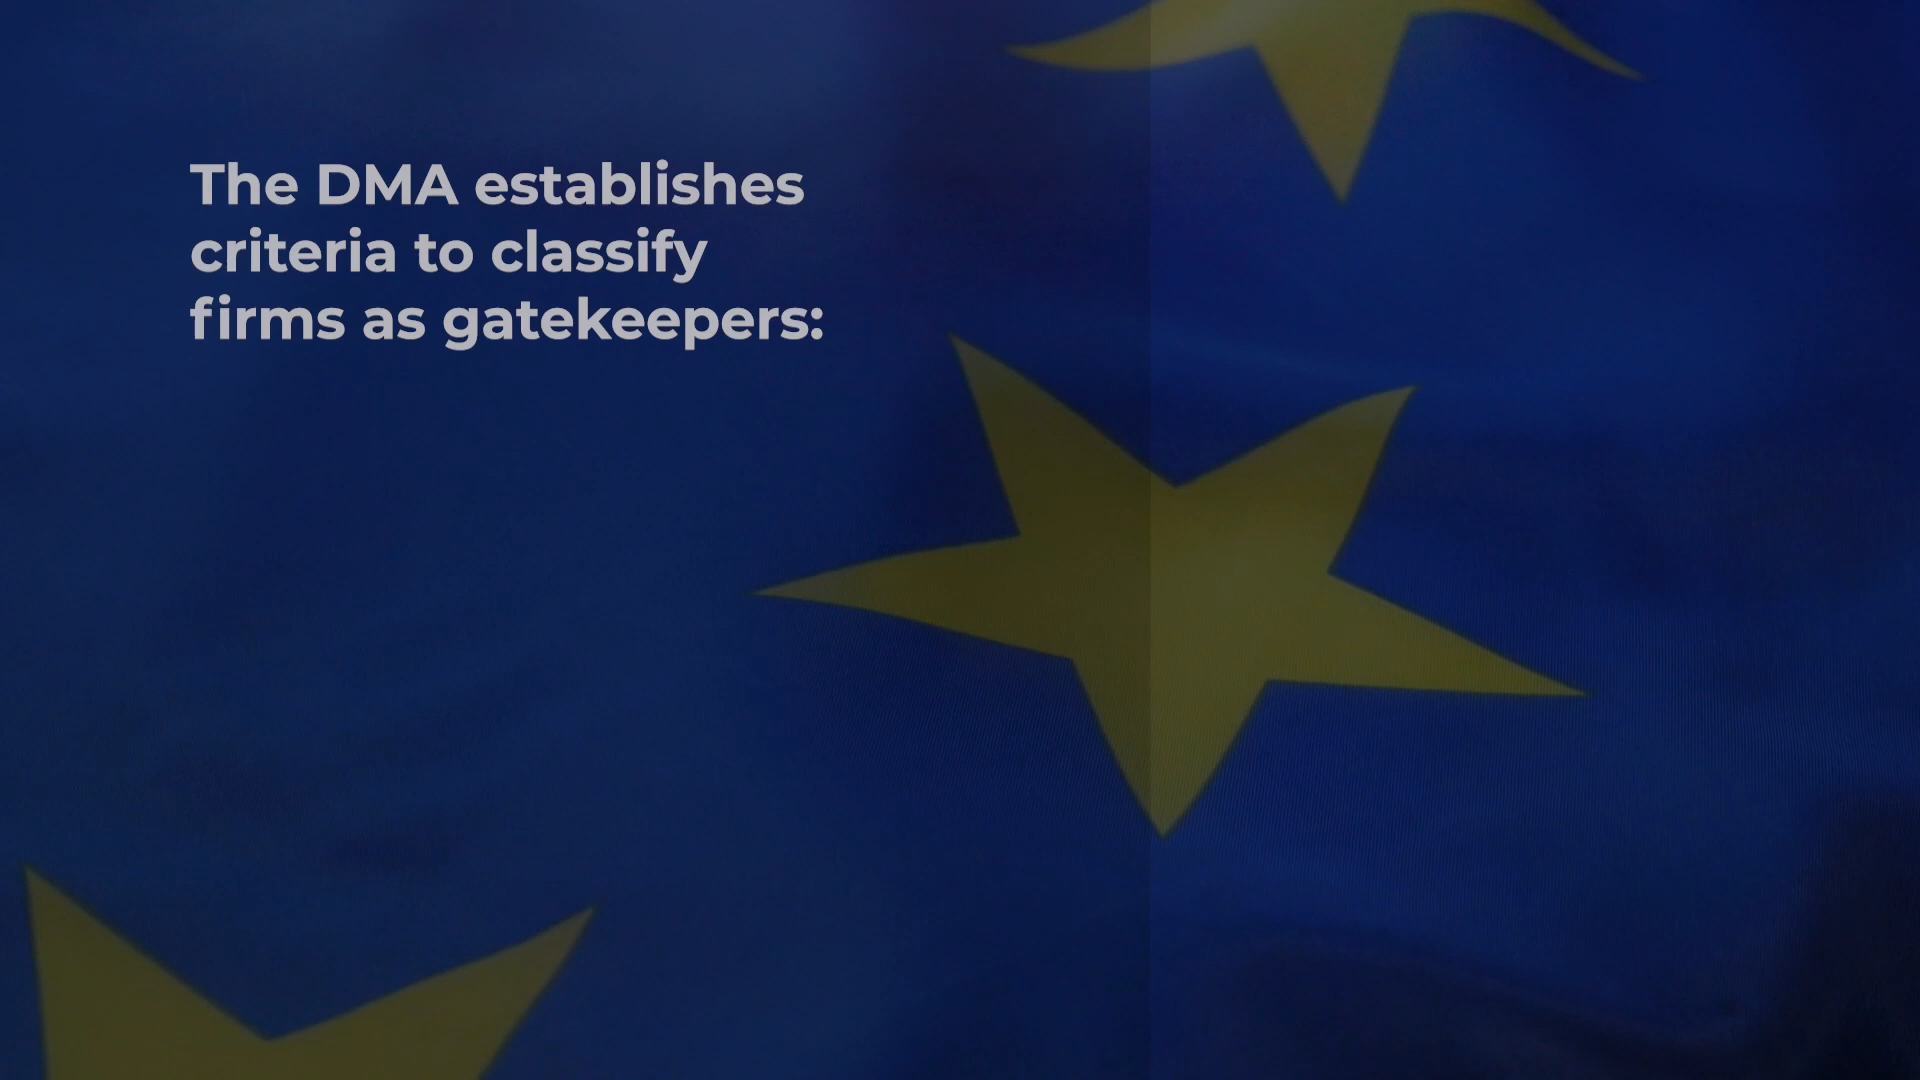 The DMA establishes
criteria to classify
firms as gatekeepers: